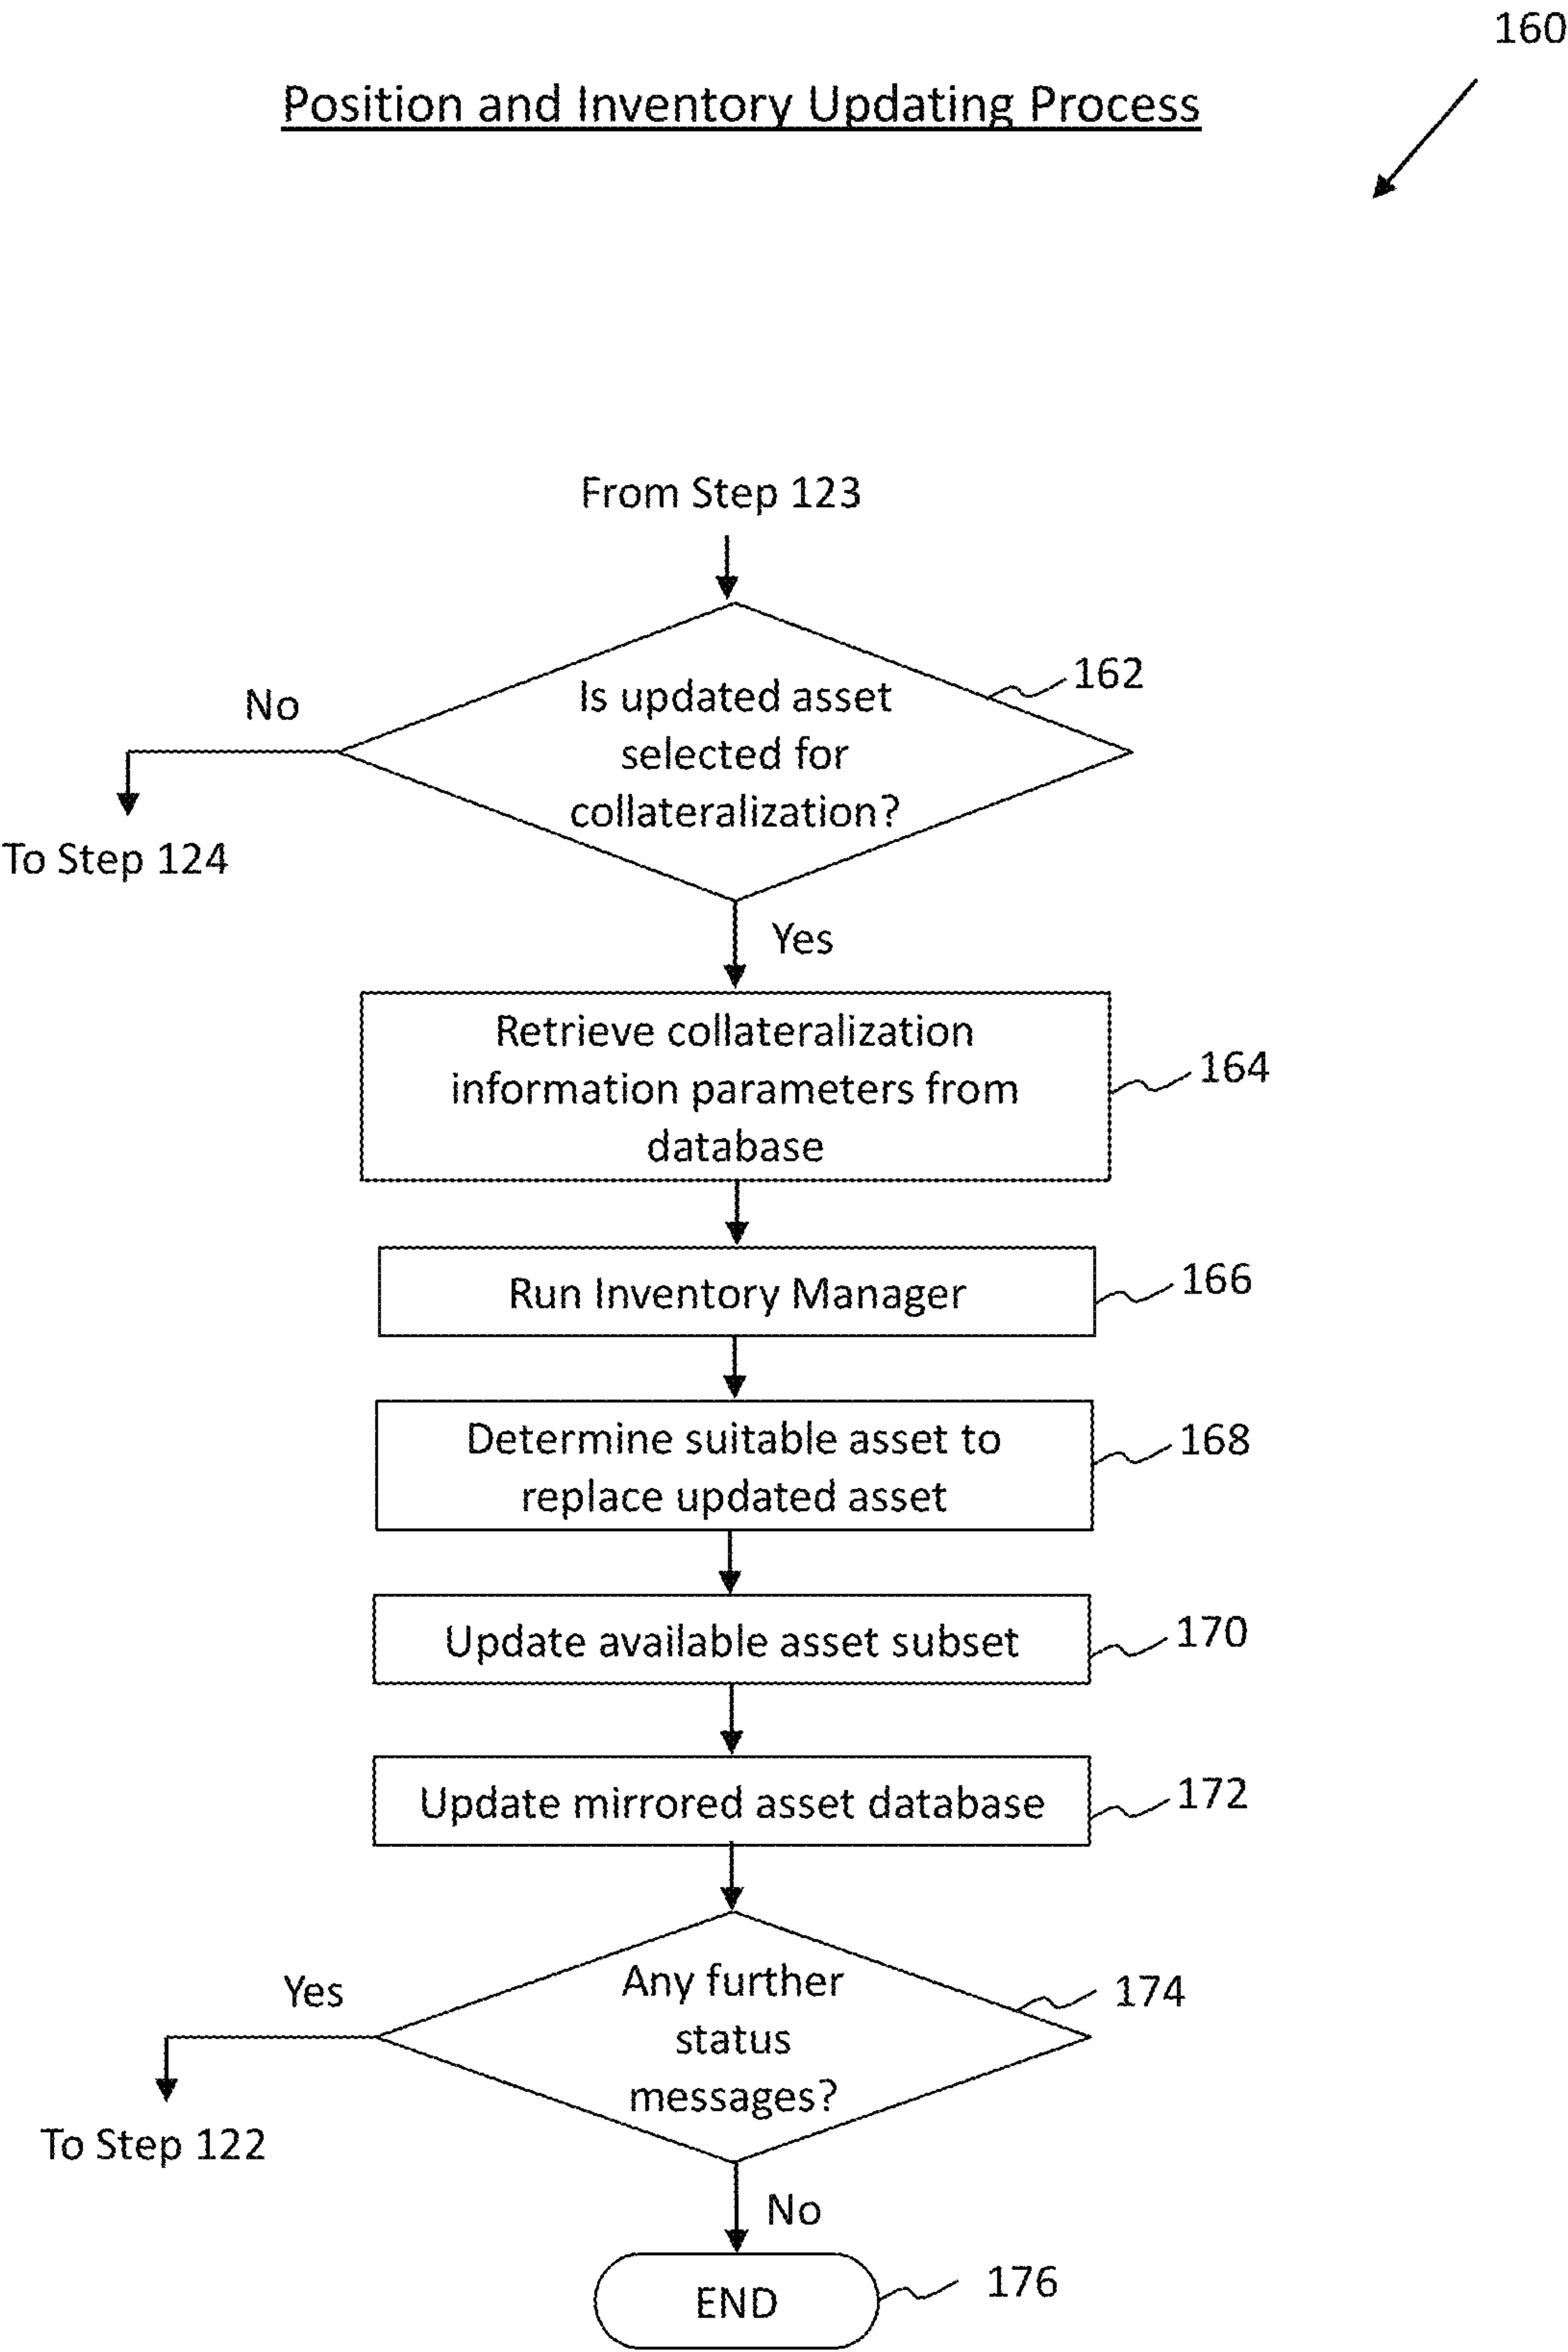 160
Position and Inventory Updating Process
From Step 123
162
No
Is updated asset
selected for
collateralization?
To Step 124
Yes
Retrieve collateralization
information parameters from
database
164
Run Inventory Manager
166
Determine suitable asset to
replace updated asset
168
Update available asset subset
170
Update mirrored asset database
172
Yes
Any further
status
messages?
174
To Step 122
No
END
176